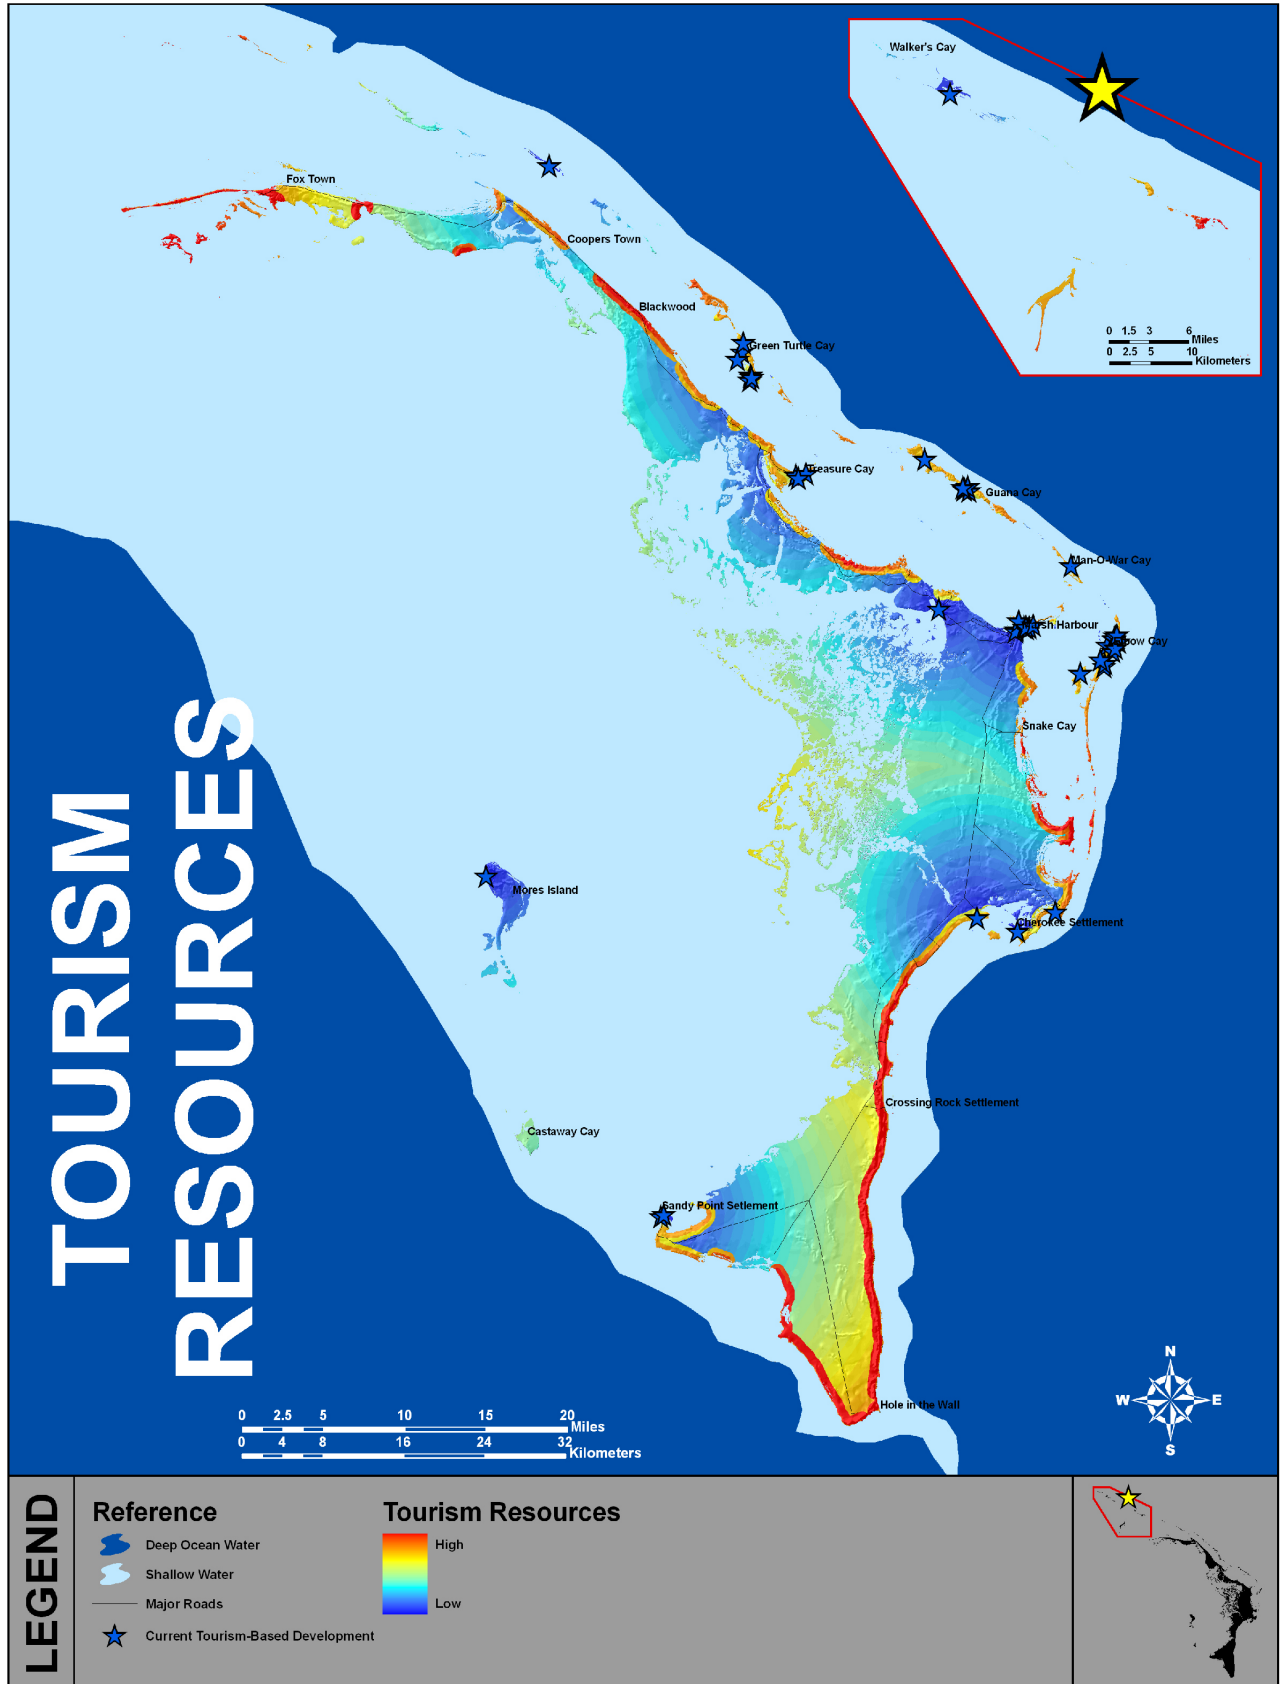 Walker's Cay
0 1.5 3 6
Miles
0 2.5 5 10
Kilometers
Fox Town
Coopers Town
Blackwood
Green Turtle Cay
Treasure Cay
Guana Cay
Man-O-War Cay
Snake Cay
Mores Island
Cherokee Settlement
Crossing Rock Settlement
Castaway Cay
Sandy Point Setlement
Hole in the Wall
TOURISM
RESOURCES
0 2.5 5 10 15 20
Miles
0 4 8 16 24 32
Kilometers
N
W E
S
LEGEND
Reference
Deep Ocean Water
Shallow Water
Major Roads
Current Tourism-Based Development
Tourism Resources
High
Low